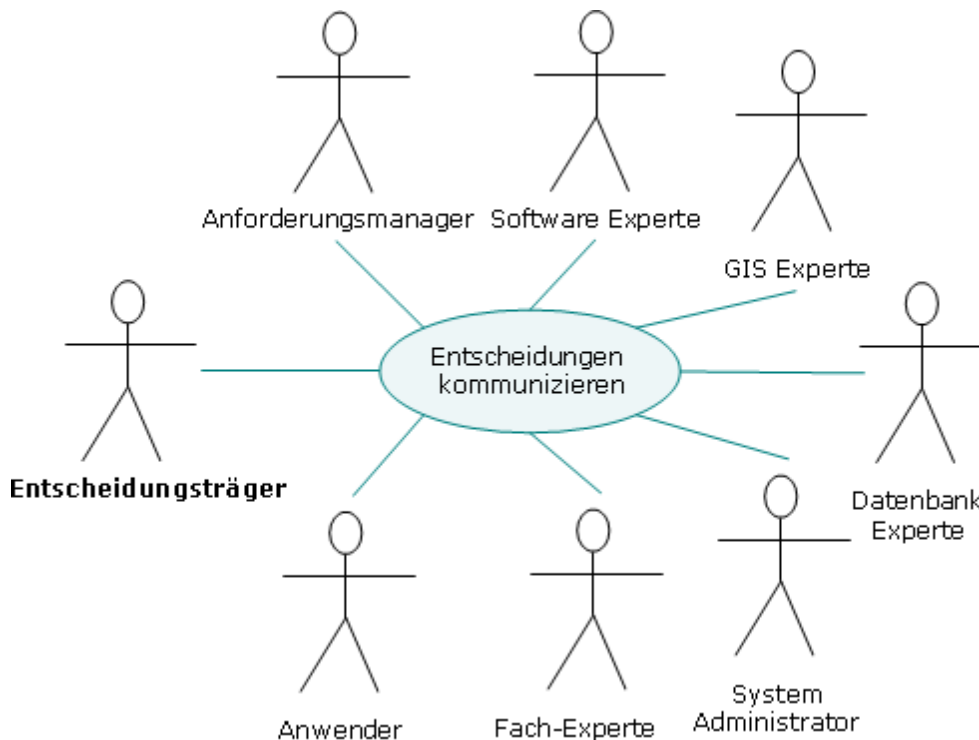 Anforderungsmanager
Software Experte
GIS Experte
Entscheidungen
kommunizieren
Entscheidungsträger
Datenbank
Experte
Anwender
Fach-Experte
System
Administrator